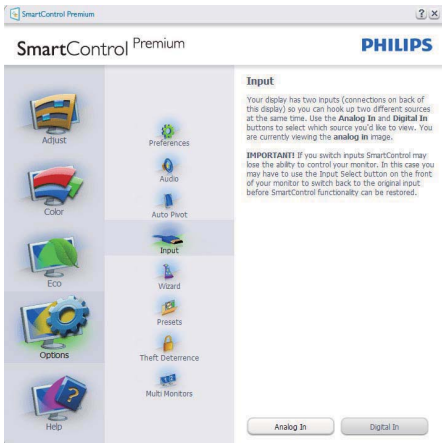 SmartControl Premium
? ×
SmartControl Premium
PHILIPS
Adjust
Color
Eco
Options
Help
Preferences
Audio
Auto Pivot
Input
Wizard
Presets
Theft Deterrence
Multi Monitors
Input
Your display has two inputs (connections on back of
this display) so you can hook up two different sources
at the same time. Use the Analog In and Digital In
buttons to select which source you'd like to view. You
are currently viewing the analog in image.
IMPORTANT! If you switch inputs SmartControl may
lose the ability to control your monitor. In this case you
may have to use the Input Select button on the front
of your monitor to switch back to the original input
before SmartControl functionality can be restored.
Analog In
Digital In